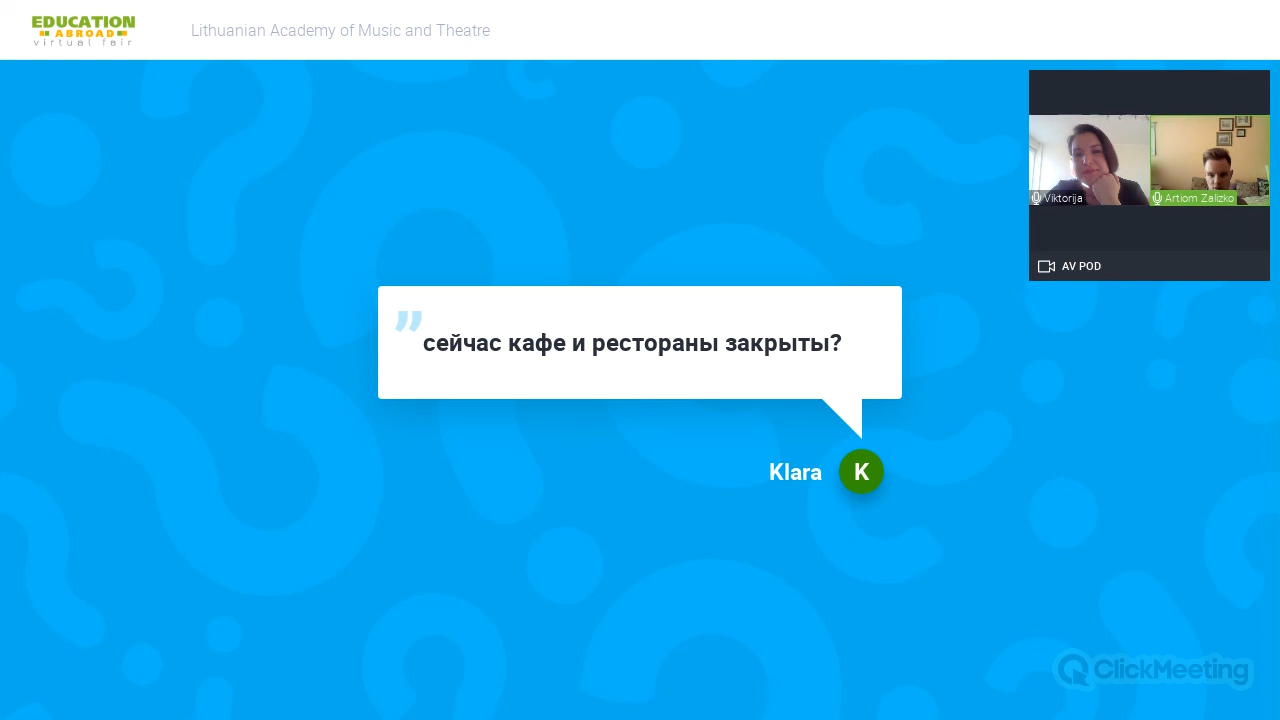 EDUCATION
ABROAD
virtual fair
Lithuanian Academy of Music and Theatre
Viktorija
Artiom Zalizko
AV POD
” сейчас кафе и рестораны закрыты?
Klara K
ClickMeeting